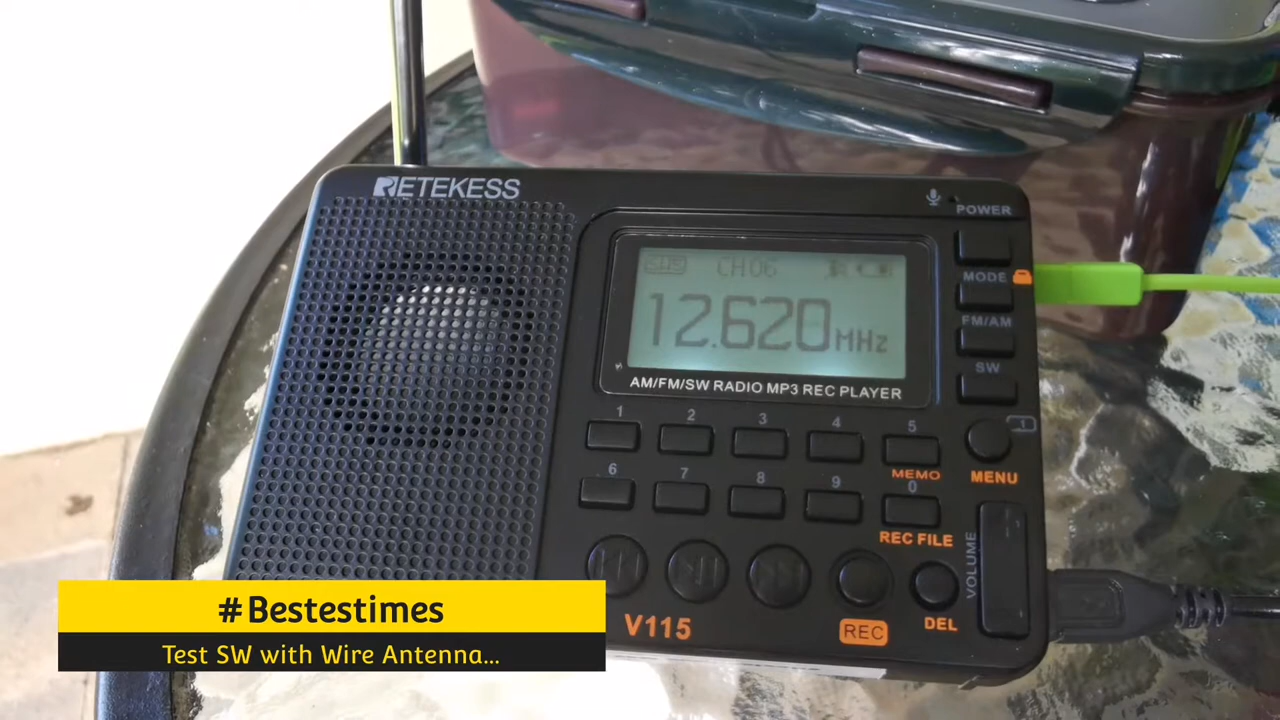 RETEKESS
POWER
CH06
MODE
12.620 MHz
FM/AM
SW
AM/FM/SW RADIO MP3 REC PLAYER
1 2 3 4 5
MEMO
MENU
6 7 8 9 0
REC FILE
VOLUME
DEL
V115
REC
#Bestestimes
Test SW with Wire Antenna...